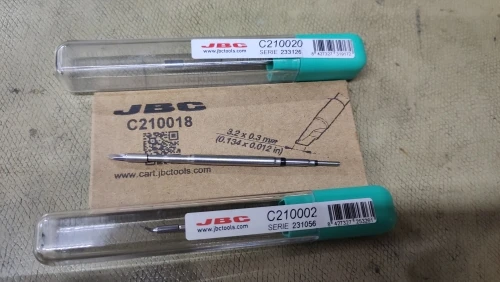 JBC
www.jbctools.com
C210020
SERIE 233126
JBC
C210018
3.2 x 0.3 mm
(0.134 x 0.012 in)
www.cart.jbctools.com
JBC
www.jbctools.com
C210002
SERIE 231056